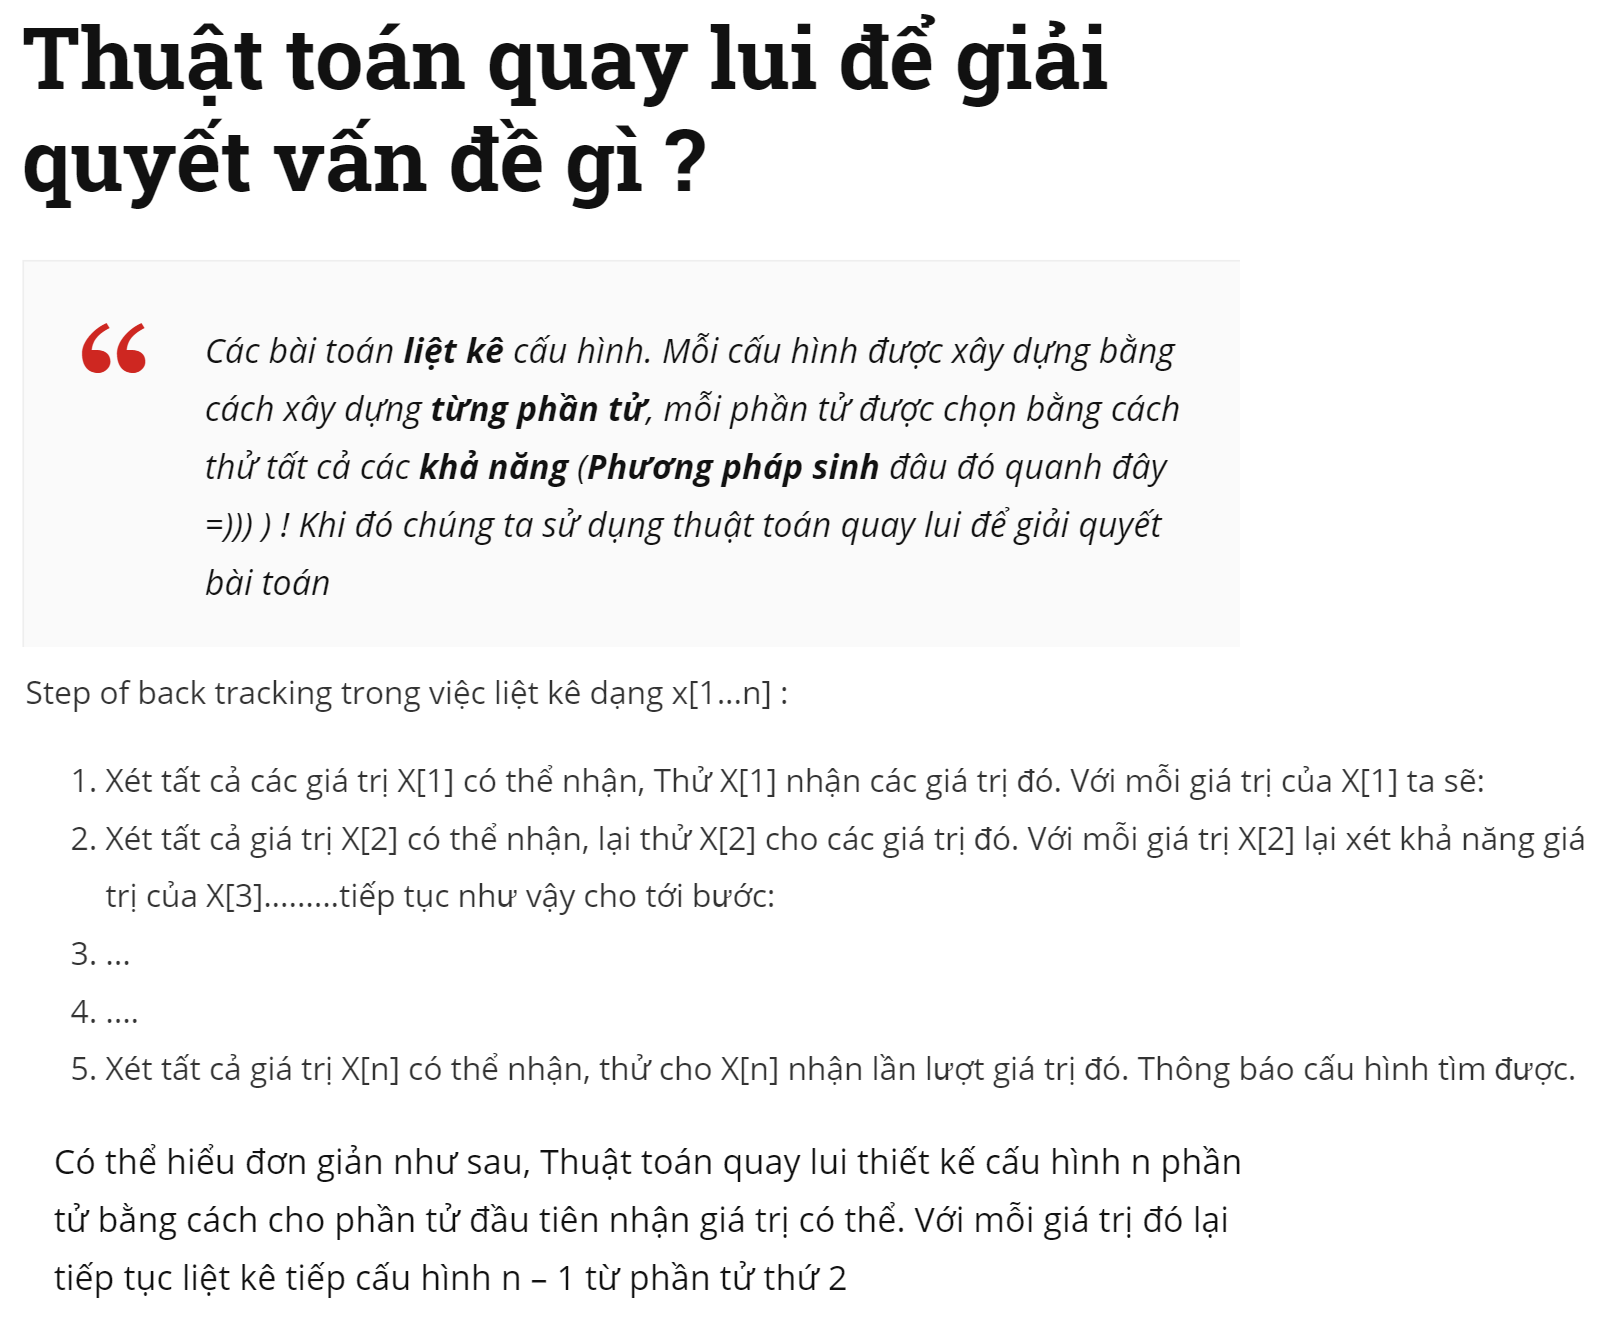 Thuật toán quay lui để giải
quyết vấn đề gì ?
Các bài toán liệt kê cấu hình. Mỗi cấu hình được xây dựng bằng
cách xây dựng từng phần tử, mỗi phần tử được chọn bằng cách
thử tất cả các khả năng (Phương pháp sinh đâu đó quanh đây
=))) ) ! Khi đó chúng ta sử dụng thuật toán quay lui để giải quyết
bài toán
Step of back tracking trong việc liệt kê dạng x[1...n] :
1. Xét tất cả các giá trị X[1] có thể nhận, Thử X[1] nhận các giá trị đó. Với mỗi giá trị của X[1] ta sẽ:
2. Xét tất cả giá trị X[2] có thể nhận, lại thử X[2] cho các giá trị đó. Với mỗi giá trị X[2] lại xét khả năng giá
trị của X[3].........tiếp tục như vậy cho tới bước:
3. ...
4. ....
5. Xét tất cả giá trị X[n] có thể nhận, thử cho X[n] nhận lần lượt giá trị đó. Thông báo cấu hình tìm được.
Có thể hiểu đơn giản như sau, Thuật toán quay lui thiết kế cấu hình n phần
tử bằng cách cho phần tử đầu tiên nhận giá trị có thể. Với mỗi giá trị đó lại
tiếp tục liệt kê tiếp cấu hình n – 1 từ phần tử thứ 2